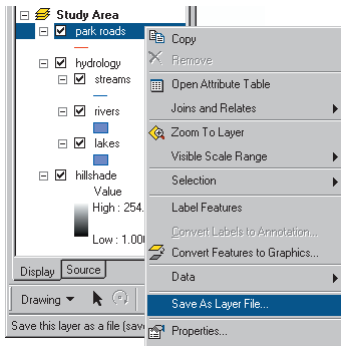 Study Area
park roads
hydrology
streams
rivers
lakes
hillshade
Value
High : 254.
Low : 1.00
Display Source
Drawing
Save this layer as a file (sav
Copy
Remove
Open Attribute Table
Joins and Relates
Zoom To Layer
Visible Scale Range
Selection
Label Features
Convert Labels to Annotation...
Convert Features to Graphics...
Data
Save As Layer File...
Properties...